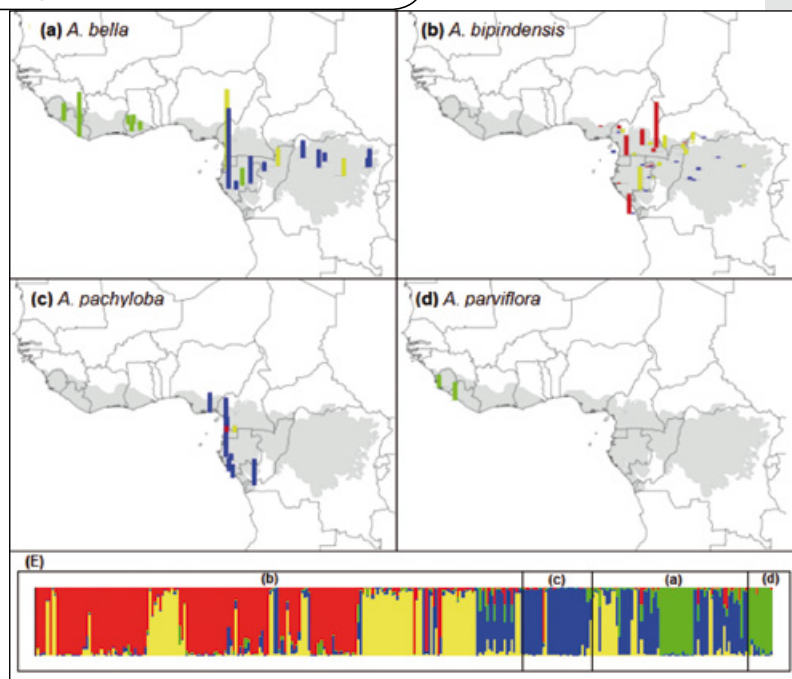 (a) A. bella
(b) A. bipindensis
(c) A. pachyloba
(d) A. parviflora
(E)
(b)
(c)
(a)
(d)